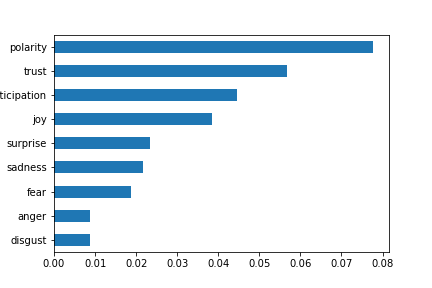 polarity
trust
ticipation
joy
surprise
sadness
fear
anger
disgust
0.00 0.01 0.02 0.03 0.04 0.05 0.06 0.07 0.08